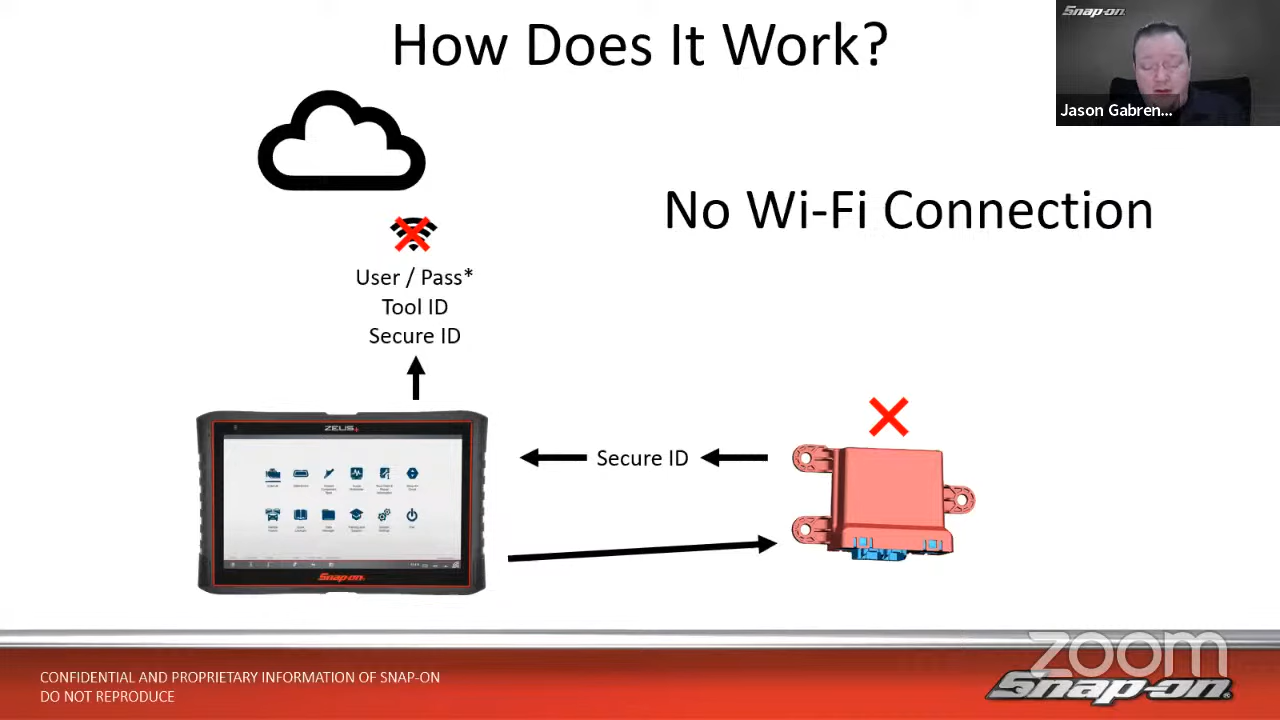 How Does It Work?
Snap-on
Jason Gabren...
No Wi-Fi Connection
User / Pass*
Tool ID
Secure ID
ZEUS+
Secure ID
Snap-on
CONFIDENTIAL AND PROPRIETARY INFORMATION OF SNAP-ON
DO NOT REPRODUCE
zoom
Snap-on